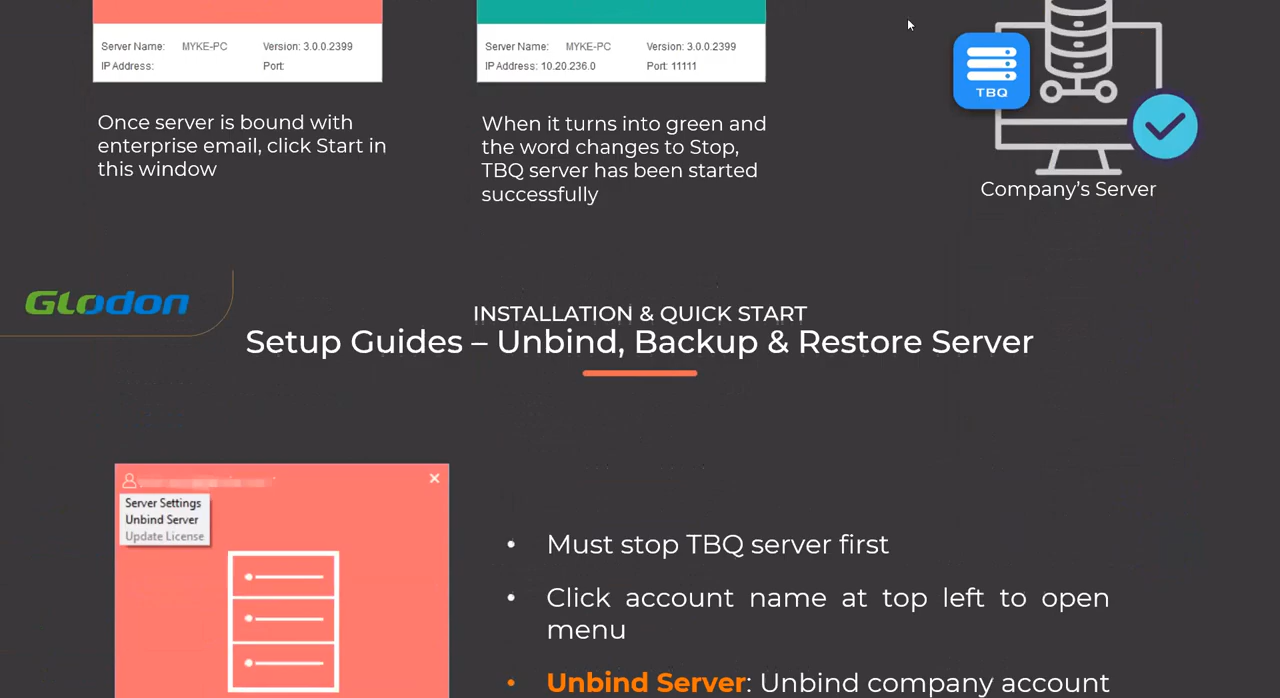 Server Name: MYKE-PC Version: 3.0.0.2399
IP Address: Port:
Server Name: MYKE-PC Version: 3.0.0.2399
IP Address: 10.20.236.0 Port: 11111
TBQ
Once server is bound with
enterprise email, click Start in
this window
When it turns into green and
the word changes to Stop,
TBQ server has been started
successfully
Company's Server
GLodon
INSTALLATION & QUICK START
Setup Guides – Unbind, Backup & Restore Server
Server Settings
Unbind Server
Update License
• Must stop TBQ server first
• Click account name at top left to open
menu
• Unbind Server: Unbind company account